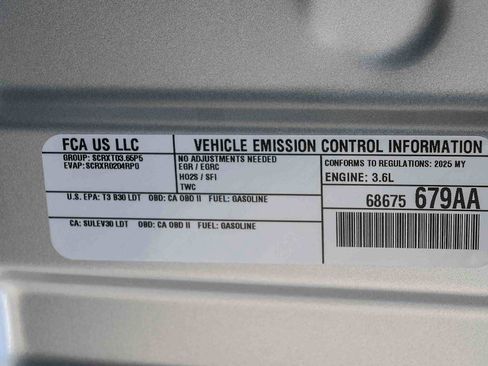 FCA US LLC
VEHICLE EMISSION CONTROL INFORMATION
GROUP: SCRXT03.65P5
EVAP: SCRXR0204RP0
NO ADJUSTMENTS NEEDED
EGR / EGRC
HO2S / SFI
TWC
CONFORMS TO REGULATIONS: 2025 MY
ENGINE: 3.6L
U.S. EPA: T3 B30 LDT OBD: CA OBD II FUEL: GASOLINE
CA: SULEV30 LDT OBD: CA OBD II FUEL: GASOLINE
68675 679AA